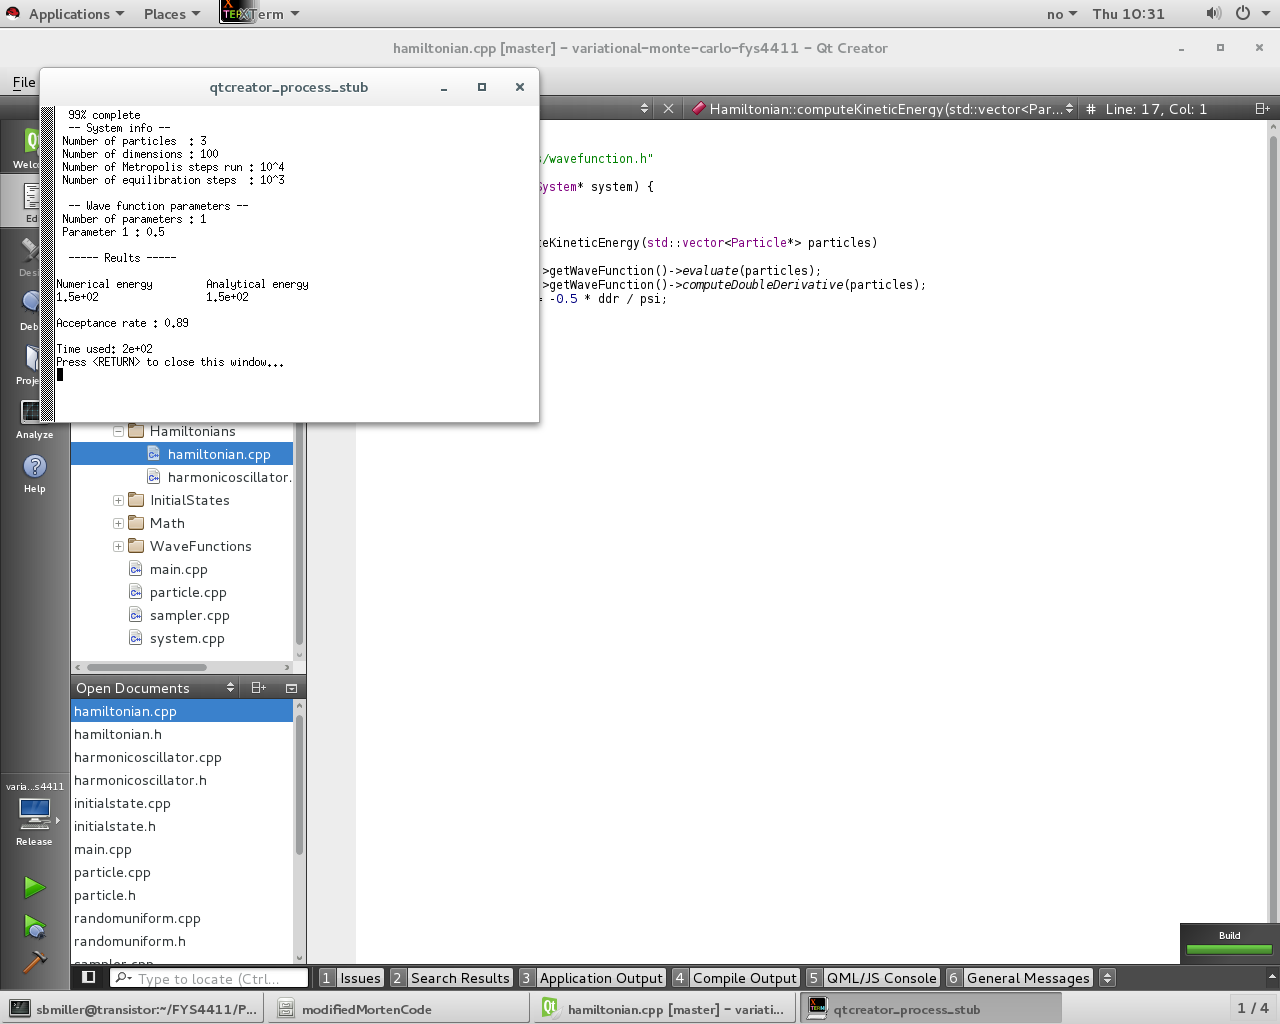 Applications Places XTerm no Thu 10:31
hamiltonian.cpp [master] - variational-monte-carlo-fys4411 - Qt Creator
File
qtcreator_process_stub
Hamiltonian::computeKineticEnergy(std::vector<Par... # Line: 17, Col: 1
99% complete
-- System info --
Number of particles : 3
Number of dimensions : 100
Number of Metropolis steps run : 10^4
Number of equilibration steps : 10^3
-- Wave function parameters --
Number of parameters : 1
Parameter 1 : 0.5
----- Reults -----
Numerical energy Analytical energy
1.5e+02 1.5e+02
Acceptance rate : 0.89
Time used: 2e+02
Press <RETURN> to close this window...
s/wavefunction.h"
System* system) {
teKineticEnergy(std::vector<Particle*> particles)
>getWaveFunction()->evaluate(particles);
>getWaveFunction()->computeDoubleDerivative(particles);
= -0.5 * ddr / psi;
Welco
Ed
Des
Deb
Proje
Analyze
Help
Hamiltonians
hamiltonian.cpp
harmonicoscillator.
InitialStates
Math
WaveFunctions
main.cpp
particle.cpp
sampler.cpp
system.cpp
Open Documents
hamiltonian.cpp
hamiltonian.h
harmonicoscillator.cpp
harmonicoscillator.h
initialstate.cpp
initialstate.h
main.cpp
particle.cpp
particle.h
randomuniform.cpp
randomuniform.h
sampler.cpp
varia...s4411
Release
Build
Type to locate (Ctrl... 1 Issues 2 Search Results 3 Application Output 4 Compile Output 5 QML/JS Console 6 General Messages
sbmiller@transistor:~/FYS4411/P... modifiedMortenCode hamiltonian.cpp [master] - variati... qtcreator_process_stub 1 / 4